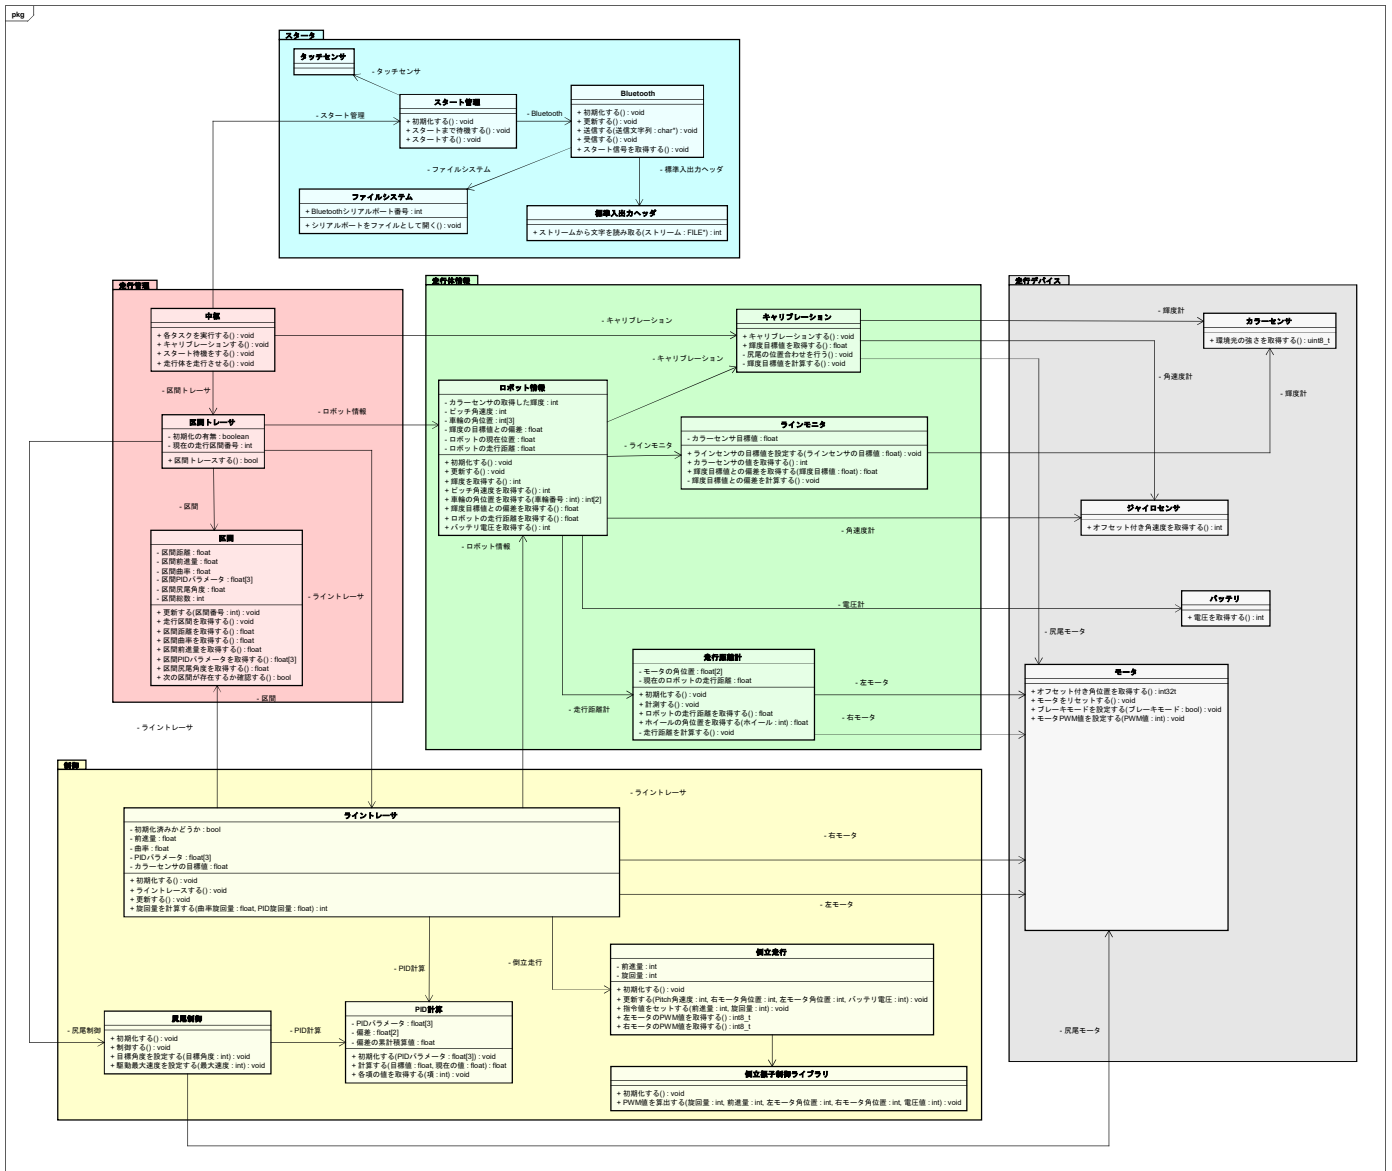 pkg
スタータ
タッチセンサ
- タッチセンサ
スタート管理
+ 初期化する() : void
+ スタートまで待機する() : void
+ スタートする() : void
- スタート管理
- Bluetooth
Bluetooth
+ 初期化する() : void
+ 更新する() : void
+ 送信する(送信文字列 : char*) : void
+ 受信する() : void
+ スタート信号を取得する() : void
- ファイルシステム
- 標準入出力ヘッダ
ファイルシステム
+ Bluetoothシリアルポート番号 : int
+ シリアルポートをファイルとして開く() : void
標準入出力ヘッダ
+ ストリームから文字を読み取る(ストリーム : FILE*) : int
走行管理
中枢
+ 各タスクを実行する() : void
+ キャリブレーションする() : void
+ スタート待機をする() : void
+ 走行体を走行させる() : void
- 区間トレーサ
区間トレーサ
- 初期化の有無 : boolean
- 現在の走行区間番号 : int
+ 区間トレースする() : bool
- 区間
区間
- 区間距離 : float
- 区間前進量 : float
- 区間曲率 : float
- 区間PIDパラメータ : float[3]
- 区間尻尾角度 : float
- 区間総数 : int
+ 更新する(区間番号 : int) : void
+ 走行区間を取得する() : void
+ 区間距離を取得する() : float
+ 区間曲率を取得する() : float
+ 区間前進量を取得する() : float
+ 区間PIDパラメータを取得する() : float[3]
+ 区間尻尾角度を取得する() : float
+ 次の区間が存在するか確認する() : bool
- 区間
- ライントレーサ
- ロボット情報
- ライントレーサ
走行体情報
- キャリブレーション
キャリブレーション
+ キャリブレーションする() : void
+ 輝度目標値を取得する() : float
- 尻尾の位置合わせを行う() : void
- 輝度目標値を計算する() : void
- キャリブレーション
ロボット情報
- カラーセンサの取得した輝度 : int
- ピッチ角速度 : int
- 車輪の角位置 : int[3]
- 輝度の目標値との偏差 : float
- ロボットの現在位置 : float
- ロボットの走行距離 : float
+ 初期化する() : void
+ 更新する() : void
+ 輝度を取得する() : int
+ ピッチ角速度を取得する() : int
+ 車輪の角位置を取得する(車輪番号 : int) : int[2]
+ 輝度目標値との偏差を取得する() : float
+ ロボットの走行距離を取得する() : float
+ バッテリ電圧を取得する() : int
- ラインモニタ
ラインモニタ
- カラーセンサ目標値 : float
+ ラインセンサの目標値を設定する(ラインセンサの目標値 : float) : void
+ カラーセンサの値を取得する() : int
+ 輝度目標値との偏差を取得する(輝度目標値 : float) : float
- 輝度目標値との偏差を計算する() : void
- ロボット情報
- 角速度計
- 電圧計
- 走行距離計
走行距離計
- モータの角位置 : float[2]
- 現在のロボットの走行距離 : float
+ 初期化する() : void
+ 計測する() : void
+ ロボットの走行距離を取得する() : float
+ ホイールの角位置を取得する(ホイール : int) : float
- 走行距離を計算する() : void
- 左モータ
- 右モータ
走行デバイス
- 輝度計
カラーセンサ
+ 環境光の強さを取得する() : uint8_t
- 角速度計
- 輝度計
ジャイロセンサ
+ オフセット付き角速度を取得する() : int
バッテリ
+ 電圧を取得する() : int
- 尻尾モータ
モータ
+ オフセット付き角位置を取得する() : int32t
+ モータをリセットする() : void
+ ブレーキモードを設定する(ブレーキモード : bool) : void
+ モータPWM値を設定する(PWM値 : int) : void
制御
- ライントレーサ
ライントレーサ
- 初期化済みかどうか : bool
- 前進量 : float
- 曲率 : float
- PIDパラメータ : float[3]
- カラーセンサの目標値 : float
+ 初期化する() : void
+ ライントレースする() : void
+ 更新する() : void
+ 旋回量を計算する(曲率旋回量 : float, PID旋回量 : float) : int
- 右モータ
- 左モータ
- PID計算
- 倒立走行
倒立走行
- 前進量 : int
- 旋回量 : int
+ 初期化する() : void
+ 更新する(Pitch角速度 : int, 右モータ角位置 : int, 左モータ角位置 : int, バッテリ電圧 : int) : void
+ 指令値をセットする(前進量 : int, 旋回量 : int) : void
+ 左モータのPWM値を取得する() : int8_t
+ 右モータのPWM値を取得する() : int8_t
- 尻尾制御
尻尾制御
+ 初期化する() : void
+ 制御する() : void
+ 目標角度を設定する(目標角度 : int) : void
+ 駆動最大速度を設定する(最大速度 : int) : void
- PID計算
PID計算
- PIDパラメータ : float[3]
- 偏差 : float[2]
- 偏差の累計積算値 : float
+ 初期化する(PIDパラメータ : float[3]) : void
+ 計算する(目標値 : float, 現在の値 : float) : float
+ 各項の値を取得する(項 : int) : void
倒立振子制御ライブラリ
+ 初期化する() : void
+ PWM値を算出する(旋回量 : int, 前進量 : int, 左モータ角位置 : int, 右モータ角位置 : int, 電圧値 : int) : void
- 尻尾モータ